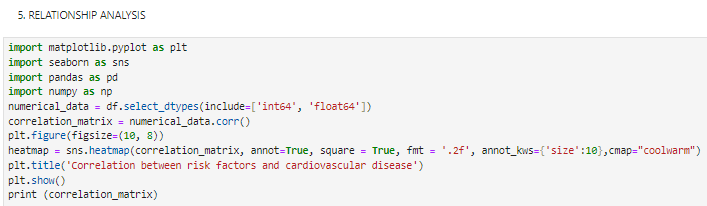 5. RELATIONSHIP ANALYSIS
import matplotlib.pyplot as plt
import seaborn as sns
import pandas as pd
import numpy as np
numerical_data = df.select_dtypes(include=['int64', 'float64'])
correlation_matrix = numerical_data.corr()
plt.figure(figsize=(10, 8))
heatmap = sns.heatmap(correlation_matrix, annot=True, square = True, fmt = '.2f', annot_kws={'size':10},cmap="coolwarm")
plt.title('Correlation between risk factors and cardiovascular disease')
plt.show()
print (correlation_matrix)